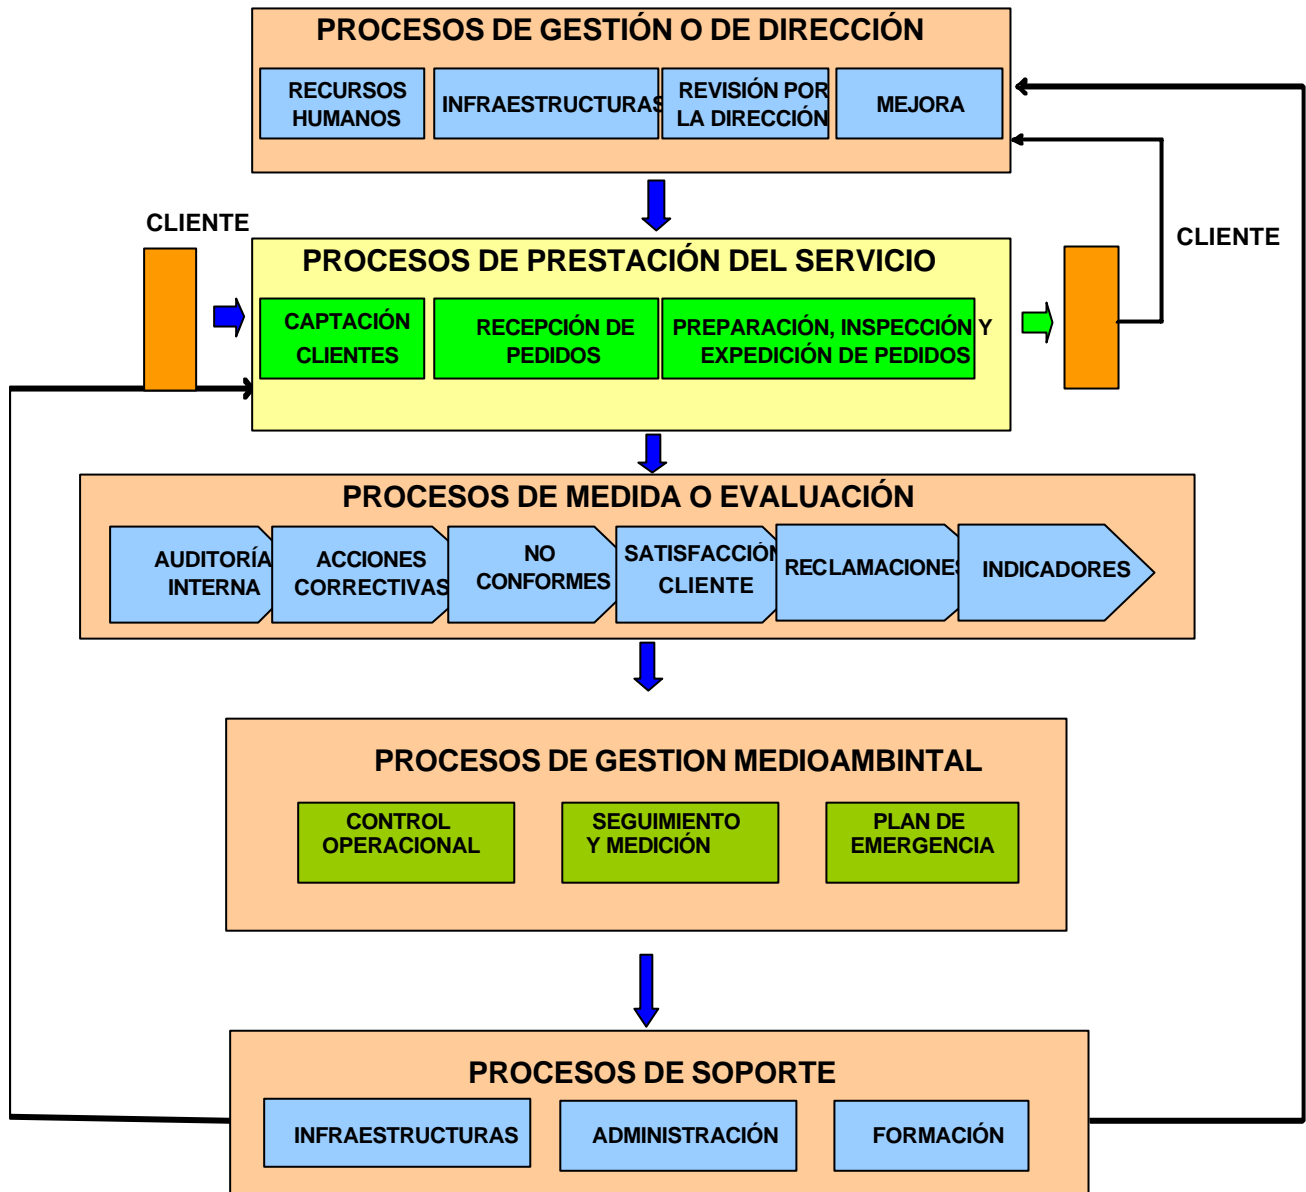 PROCESOS DE GESTIÓN O DE DIRECCIÓN
RECURSOS
HUMANOS
INFRAESTRUCTURAS
REVISIÓN POR
LA DIRECCIÓN
MEJORA
CLIENTE
CLIENTE
PROCESOS DE PRESTACIÓN DEL SERVICIO
CAPTACIÓN
CLIENTES
RECEPCIÓN DE
PEDIDOS
PREPARACIÓN, INSPECCIÓN Y
EXPEDICIÓN DE PEDIDOS
PROCESOS DE MEDIDA O EVALUACIÓN
AUDITORÍA
INTERNA
ACCIONES
CORRECTIVAS
NO
CONFORMES
SATISFACCIÓN
CLIENTE
RECLAMACIONES
INDICADORES
PROCESOS DE GESTION MEDIOAMBINTAL
CONTROL
OPERACIONAL
SEGUIMIENTO
Y MEDICIÓN
PLAN DE
EMERGENCIA
PROCESOS DE SOPORTE
INFRAESTRUCTURAS
ADMINISTRACIÓN
FORMACIÓN